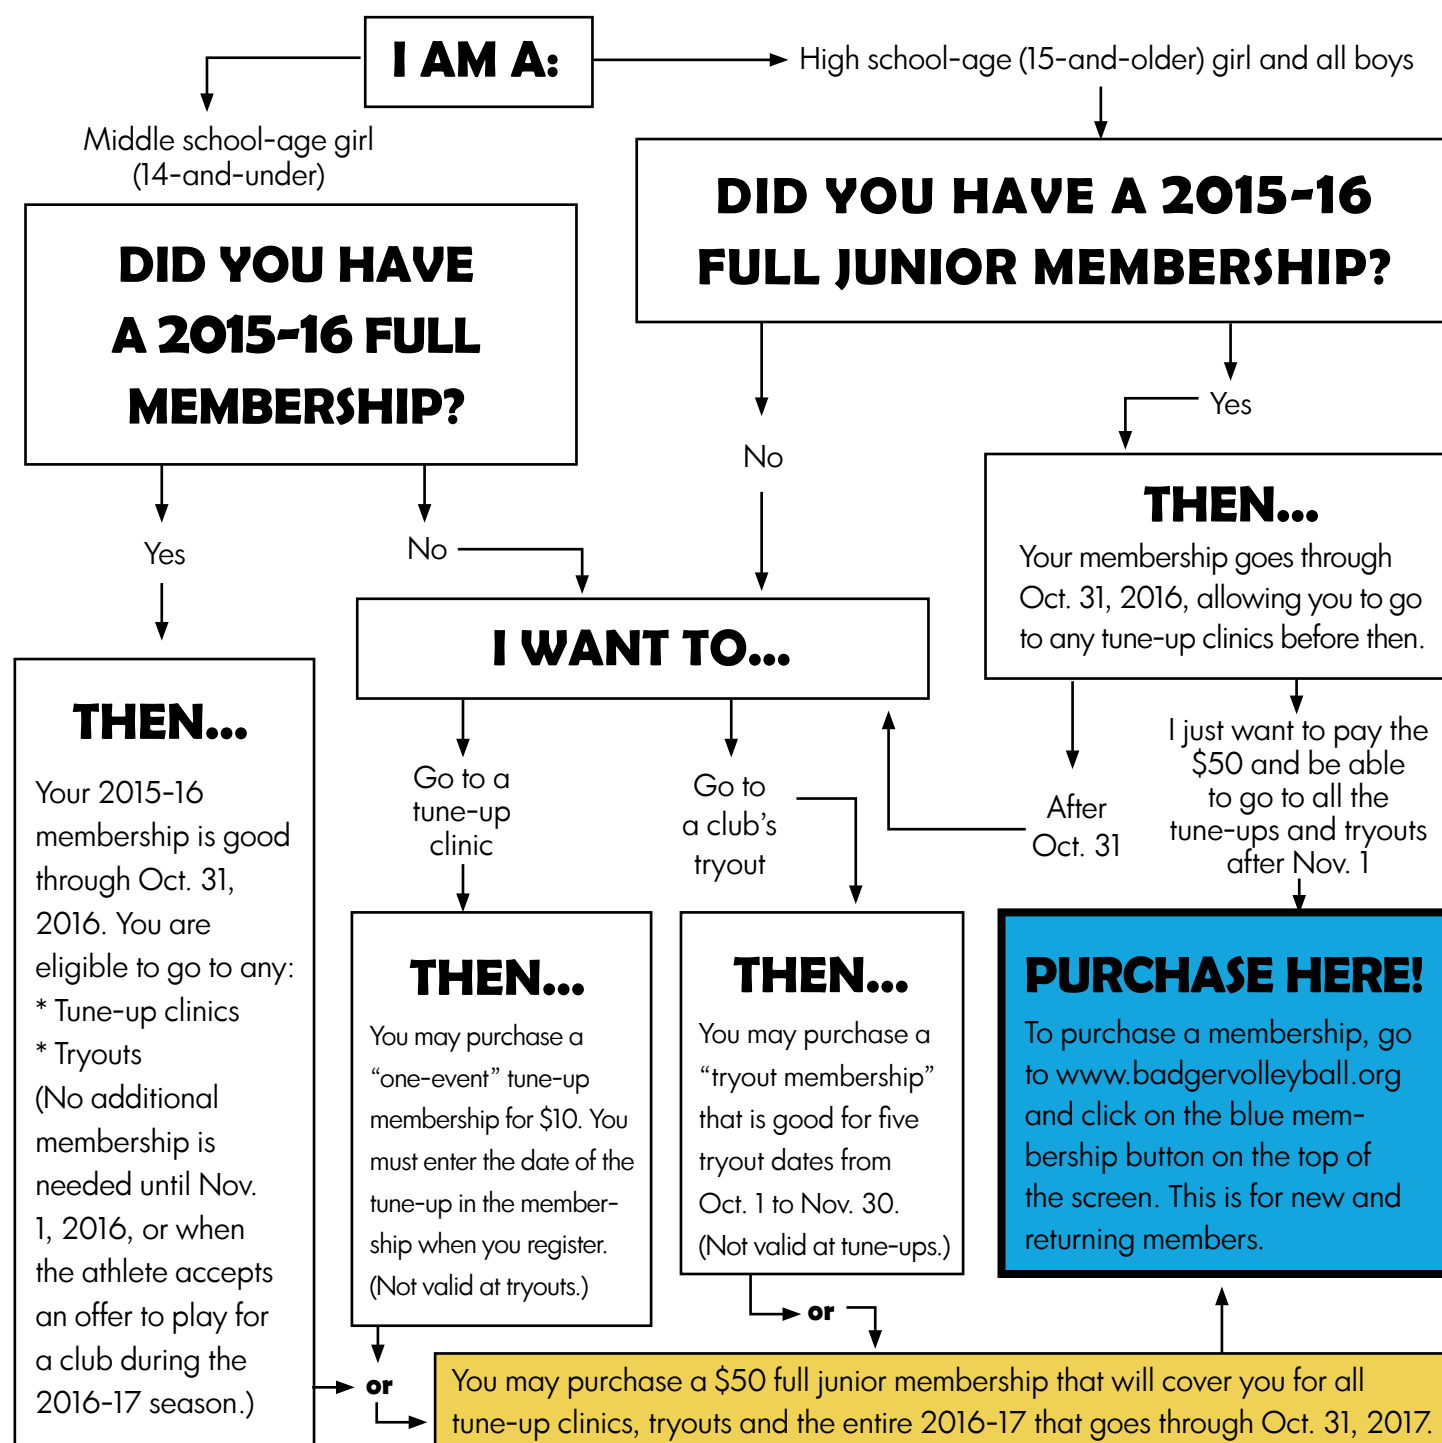 I AM A:
High school-age (15-and-older) girl and all boys
Middle school-age girl
(14-and-under)
DID YOU HAVE
A 2015-16 FULL
MEMBERSHIP?
DID YOU HAVE A 2015-16
FULL JUNIOR MEMBERSHIP?
Yes
No
No
Yes
THEN...
Your membership goes through
Oct. 31, 2016, allowing you to go
to any tune-up clinics before then.
I WANT TO...
THEN...
Your 2015-16
membership is good
through Oct. 31,
2016. You are
eligible to go to any:
* Tune-up clinics
* Tryouts
(No additional
membership is
needed until Nov.
1, 2016, or when
the athlete accepts
an offer to play for
a club during the
2016-17 season.)
Go to a
tune-up
clinic
Go to
a club's
tryout
After
Oct. 31
I just want to pay the
$50 and be able
to go to all the
tune-ups and tryouts
after Nov. 1
THEN...
You may purchase a
“one-event” tune-up
membership for $10. You
must enter the date of the
tune-up in the member-
ship when you register.
(Not valid at tryouts.)
THEN...
You may purchase a
“tryout membership”
that is good for five
tryout dates from
Oct. 1 to Nov. 30.
(Not valid at tune-ups.)
PURCHASE HERE!
To purchase a membership, go
to www.badgervolleyball.org
and click on the blue mem-
bership button on the top of
the screen. This is for new and
returning members.
or
or
You may purchase a $50 full junior membership that will cover you for all
tune-up clinics, tryouts and the entire 2016-17 that goes through Oct. 31, 2017.